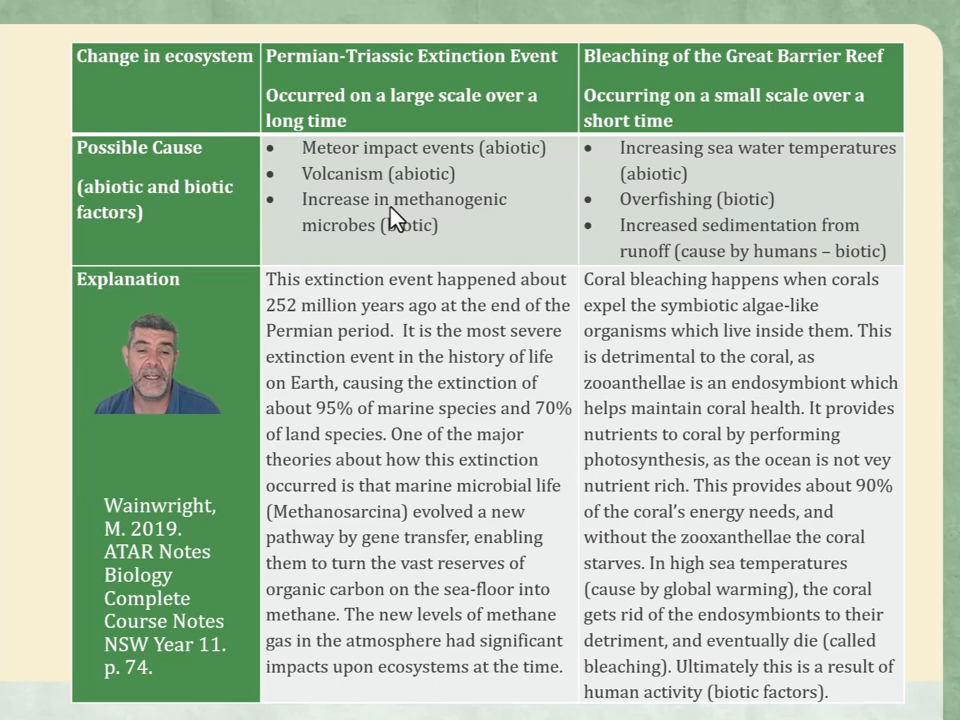 Change in ecosystem
Permian-Triassic Extinction Event
Occurred on a large scale over a
long time
Bleaching of the Great Barrier Reef
Occurring on a small scale over a
short time
Possible Cause
(abiotic and biotic
factors)
• Meteor impact events (abiotic)
• Volcanism (abiotic)
• Increase in methanogenic
microbes (biotic)
• Increasing sea water temperatures
(abiotic)
• Overfishing (biotic)
• Increased sedimentation from
runoff (cause by humans – biotic)
Explanation
Wainwright,
M. 2019.
ATAR Notes
Biology
Complete
Course Notes
NSW Year 11.
p. 74.
This extinction event happened about
252 million years ago at the end of the
Permian period. It is the most severe
extinction event in the history of life
on Earth, causing the extinction of
about 95% of marine species and 70%
of land species. One of the major
theories about how this extinction
occurred is that marine microbial life
(Methanosarcina) evolved a new
pathway by gene transfer, enabling
them to turn the vast reserves of
organic carbon on the sea-floor into
methane. The new levels of methane
gas in the atmosphere had significant
impacts upon ecosystems at the time.
Coral bleaching happens when corals
expel the symbiotic algae-like
organisms which live inside them. This
is detrimental to the coral, as
zooanthellae is an endosymbiont which
helps maintain coral health. It provides
nutrients to coral by performing
photosynthesis, as the ocean is not vey
nutrient rich. This provides about 90%
of the coral's energy needs, and
without the zooxanthellae the coral
starves. In high sea temperatures
(cause by global warming), the coral
gets rid of the endosymbionts to their
detriment, and eventually die (called
bleaching). Ultimately this is a result of
human activity (biotic factors).